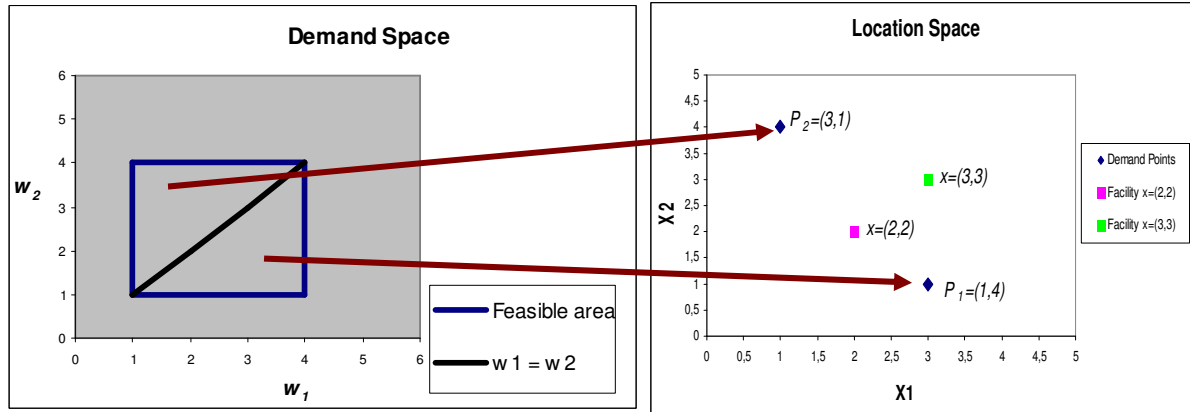 Demand Space
6
5
4
3
2
1
0
w2
0 1 2 3 4 5 6
w1
Feasible area
w 1 = w 2
Location Space
5
4,5
4
3,5
3
2,5
2
1,5
1
0,5
0
X 2
0 0,5 1 1,5 2 2,5 3 3,5 4 4,5 5
X1
P2=(3,1)
x=(3,3)
x=(2,2)
P1=(1,4)
Demand Points
Facility x=(2,2)
Facility x=(3,3)